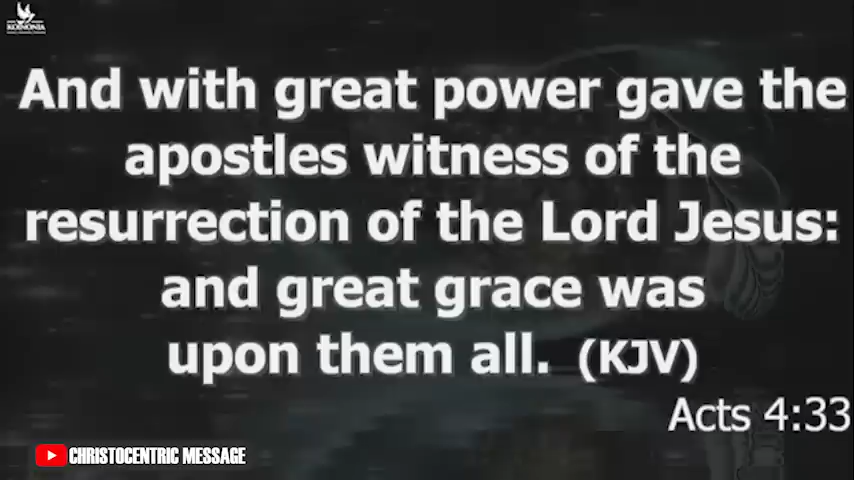 KOINONIA
And with great power gave the
apostles witness of the
resurrection of the Lord Jesus:
and great grace was
upon them all. (KJV)
Acts 4:33
CHRISTOCENTRIC MESSAGE